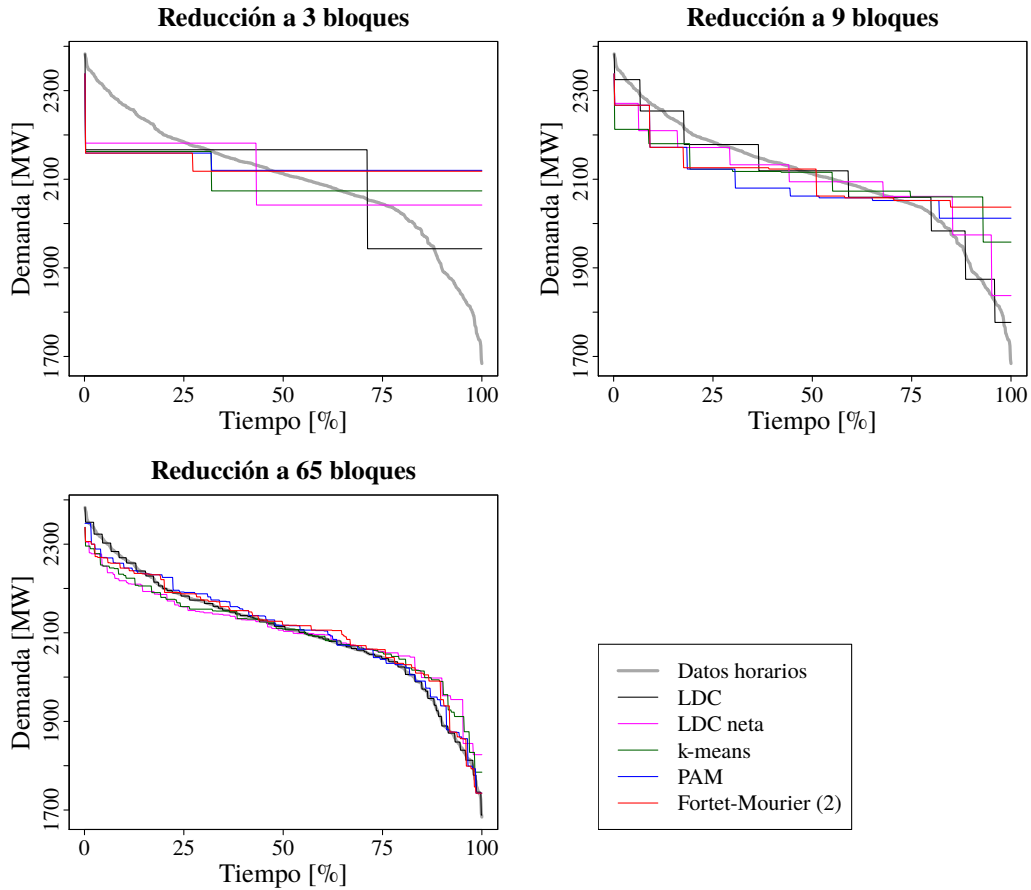 Reducción a 3 bloques
Demanda [MW]
2300
2100
1900
1700
0 25 50 75 100
Tiempo [%]
Reducción a 9 bloques
Demanda [MW]
2300
2100
1900
1700
0 25 50 75 100
Tiempo [%]
Reducción a 65 bloques
Demanda [MW]
2300
2100
1900
1700
0 25 50 75 100
Tiempo [%]
Datos horarios
LDC
LDC neta
k-means
PAM
Fortet-Mourier (2)